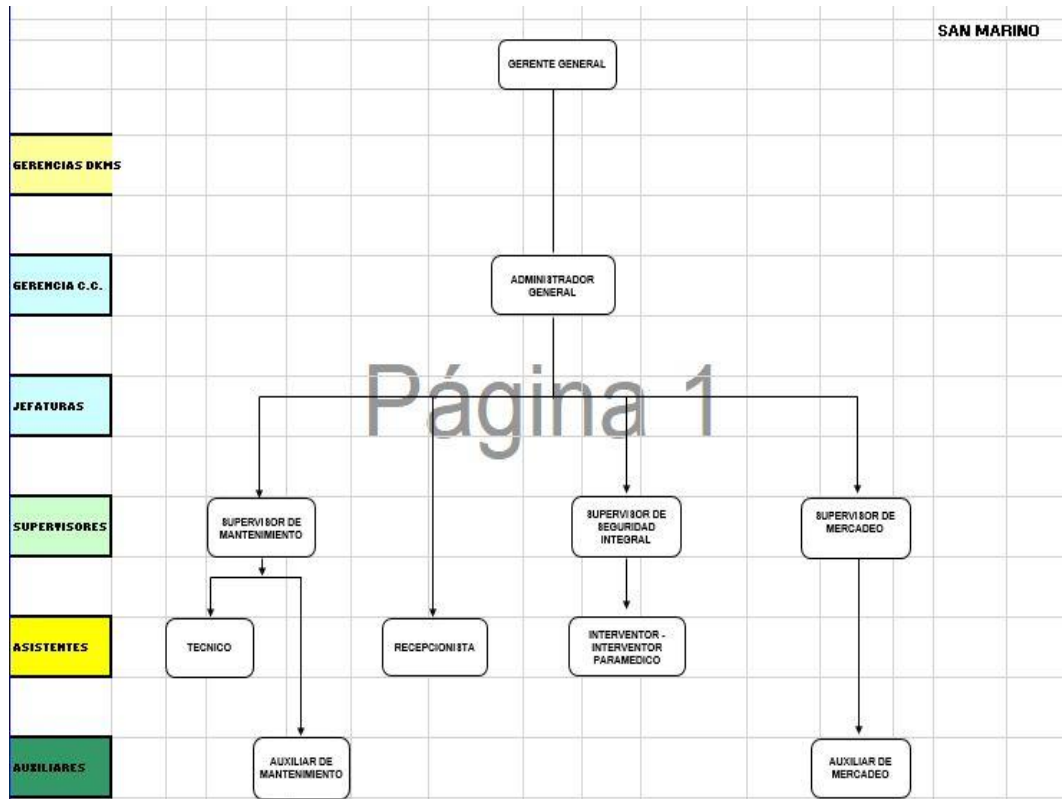 SAN MARINO
GERENTE GENERAL
GERENCIAS DKMS
GERENCIA C.C.
ADMINISTRADOR
GENERAL
Página 1
JEFATURAS
SUPERVISORES
SUPERVISOR DE
MANTENIMIENTO
SUPERVISOR DE
SEGURIDAD
INTEGRAL
SUPERVISOR DE
MERCADEO
ASISTENTES
TECNICO
RECEPCIONISTA
INTERVENTOR -
INTERVENTOR
PARAMEDICO
AUXILIARES
AUXILIAR DE
MANTENIMIENTO
AUXILIAR DE
MERCADEO